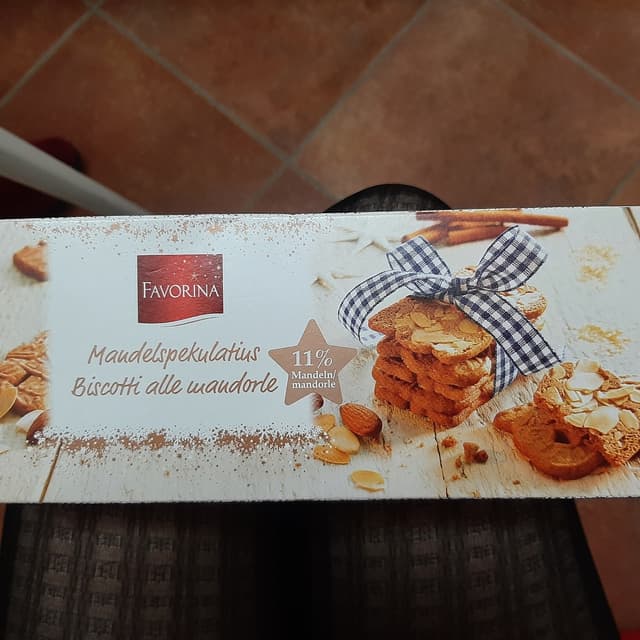 FAVORINA
Mandelspekulatius
Biscotti alle mandorle
11%
Mandeln/
mandorle